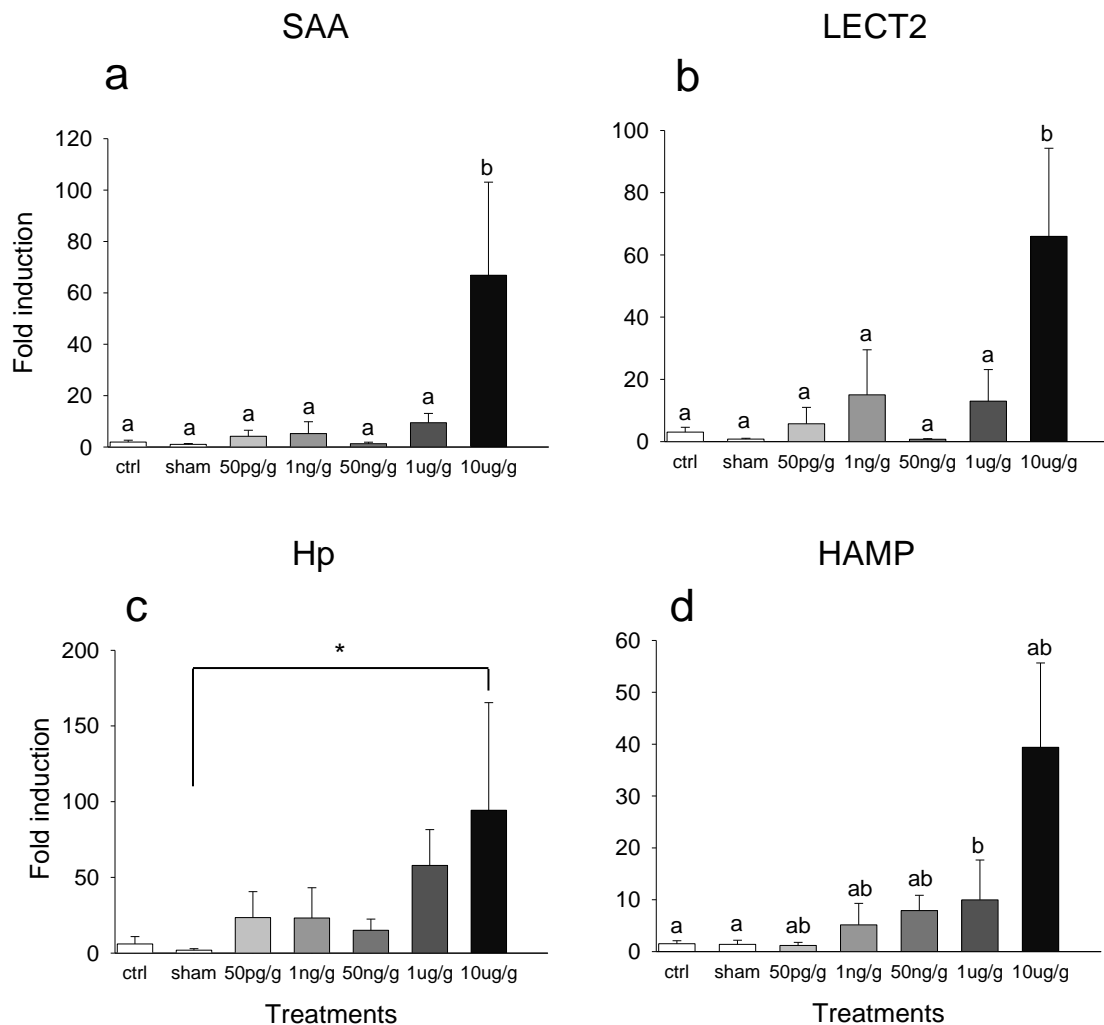 SAA
a
Fold induction
120
100
80
60
40
20
0
a a a a a a b
ctrl sham 50pg/g 1ng/g 50ng/g 1ug/g 10ug/g
LECT2
b
100
80
60
40
20
0
a a a a a a b
ctrl sham 50pg/g 1ng/g 50ng/g 1ug/g 10ug/g
Hp
c
Fold induction
200
150
100
50
0
*
ctrl sham 50pg/g 1ng/g 50ng/g 1ug/g 10ug/g
Treatments
HAMP
d
60
50
40
30
20
10
0
a a ab ab ab b ab
ctrl sham 50pg/g 1ng/g 50ng/g 1ug/g 10ug/g
Treatments